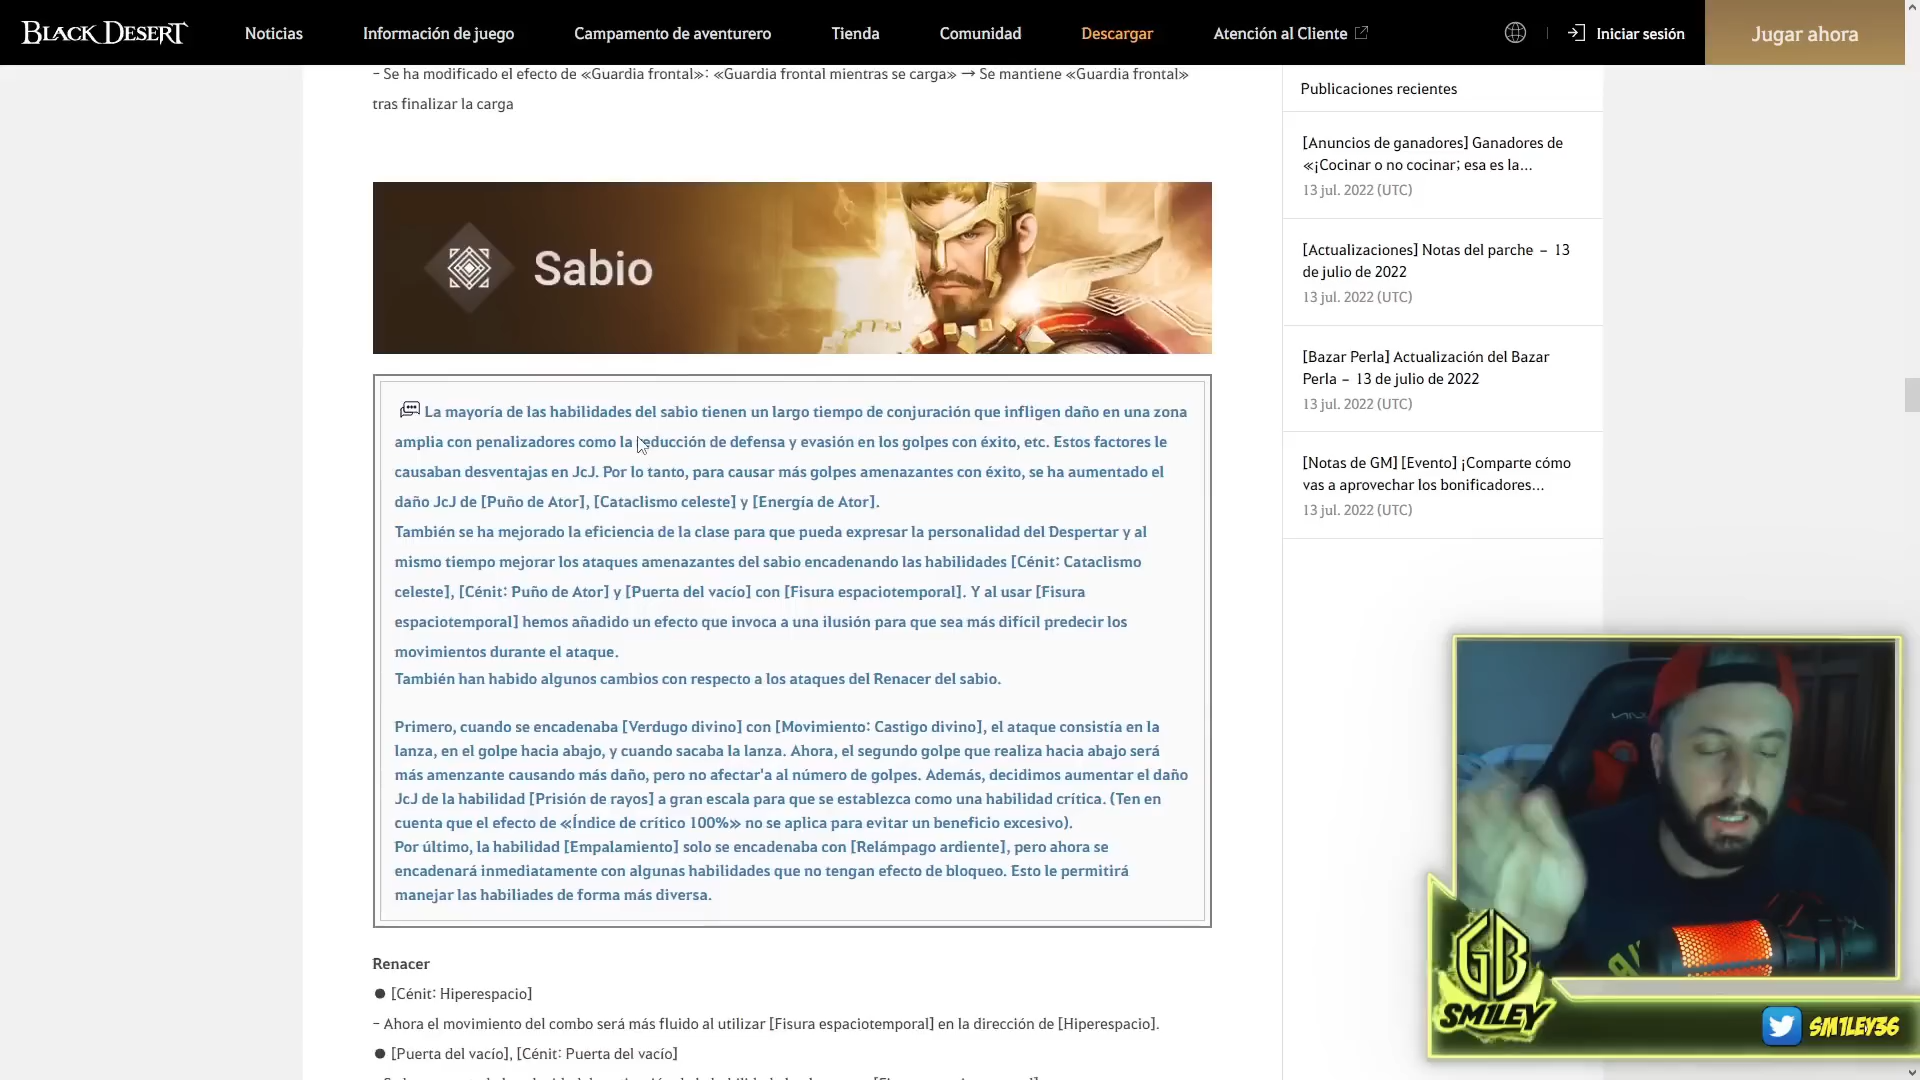 BLACK DESERT
Noticias
Información de juego
Campamento de aventurero
Tienda
Comunidad
Descargar
Atención al Cliente
Iniciar sesión
Jugar ahora
– Se ha modificado el efecto de «Guardia frontal»: «Guardia frontal mientras se carga» → Se mantiene «Guardia frontal»
tras finalizar la carga
Sabio
La mayoría de las habilidades del sabio tienen un largo tiempo de conjuración que infligen daño en una zona
amplia con penalizadores como la reducción de defensa y evasión en los golpes con éxito, etc. Estos factores le
causaban desventajas en JcJ. Por lo tanto, para causar más golpes amenazantes con éxito, se ha aumentado el
daño JcJ de [Puño de Ator], [Cataclismo celeste] y [Energía de Ator].
También se ha mejorado la eficiencia de la clase para que pueda expresar la personalidad del Despertar y al
mismo tiempo mejorar los ataques amenazantes del sabio encadenando las habilidades [Cénit: Cataclismo
celeste], [Cénit: Puño de Ator] y [Puerta del vacío] con [Fisura espaciotemporal]. Y al usar [Fisura
espaciotemporal] hemos añadido un efecto que invoca a una ilusión para que sea más difícil predecir los
movimientos durante el ataque.
También han habido algunos cambios con respecto a los ataques del Renacer del sabio.
Primero, cuando se encadenaba [Verdugo divino] con [Movimiento: Castigo divino], el ataque consistía en la
lanza, en el golpe hacia abajo, y cuando sacaba la lanza. Ahora, el segundo golpe que realiza hacia abajo será
más amenzante causando más daño, pero no afectar'a al número de golpes. Además, decidimos aumentar el daño
JcJ de la habilidad [Prisión de rayos] a gran escala para que se establezca como una habilidad crítica. (Ten en
cuenta que el efecto de «Índice de crítico 100%» no se aplica para evitar un beneficio excesivo).
Por último, la habilidad [Empalamiento] solo se encadenaba con [Relámpago ardiente], pero ahora se
encadenará inmediatamente con algunas habilidades que no tengan efecto de bloqueo. Esto le permitirá
manejar las habiliades de forma más diversa.
Renacer
● [Cénit: Hiperespacio]
– Ahora el movimiento del combo será más fluido al utilizar [Fisura espaciotemporal] en la dirección de [Hiperespacio].
● [Puerta del vacío], [Cénit: Puerta del vacío]
Publicaciones recientes
[Anuncios de ganadores] Ganadores de
«¡Cocinar o no cocinar; esa es la...
13 jul. 2022 (UTC)
[Actualizaciones] Notas del parche – 13
de julio de 2022
13 jul. 2022 (UTC)
[Bazar Perla] Actualización del Bazar
Perla – 13 de julio de 2022
13 jul. 2022 (UTC)
[Notas de GM] [Evento] ¡Comparte cómo
vas a aprovechar los bonificadores...
13 jul. 2022 (UTC)
GB
SM1LEY
SM1LEY36